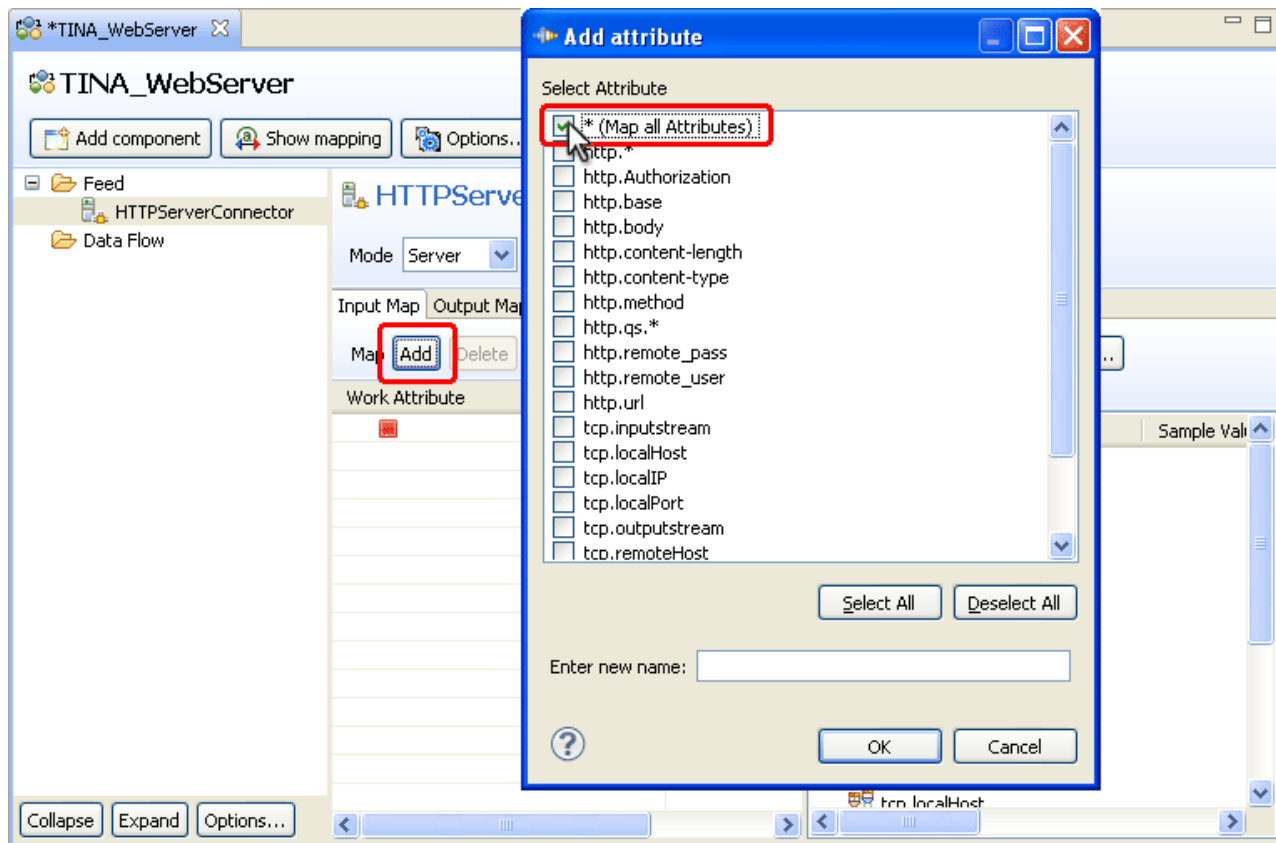 *TINA_WebServer
TINA_WebServer
Add component
Show mapping
Options..
Feed
HTTPServerConnector
Data Flow
HTTPServe
Mode
Server
Input Map
Output Map
Map
Add
Delete
Work Attribute
Sample Valu
tcp.localHost
Collapse
Expand
Options...
Add attribute
Select Attribute
* (Map all Attributes)
http.*
http.Authorization
http.base
http.body
http.content-length
http.content-type
http.method
http.qs.*
http.remote_pass
http.remote_user
http.url
tcp.inputstream
tcp.localHost
tcp.localIP
tcp.localPort
tcp.outputstream
tcp.remoteHost
Select All
Deselect All
Enter new name:
?
OK
Cancel